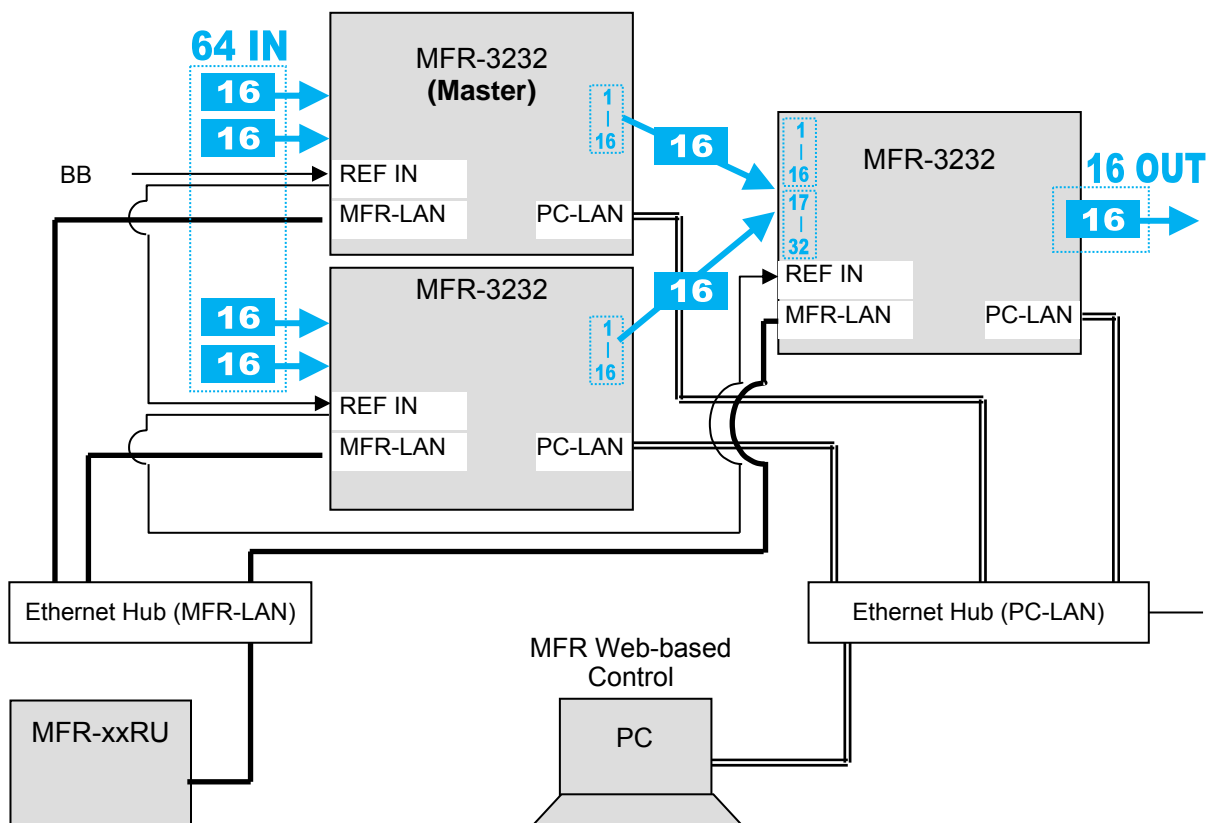 64 IN
16
16
BB
MFR-3232
(Master)
1
|
16
REF IN
MFR-LAN
PC-LAN
16
16
16
MFR-3232
1
|
16
REF IN
MFR-LAN
PC-LAN
16
1
|
16
17
|
32
MFR-3232
REF IN
MFR-LAN
PC-LAN
16 OUT
16
Ethernet Hub (MFR-LAN)
Ethernet Hub (PC-LAN)
MFR-xxRU
MFR Web-based
Control
PC